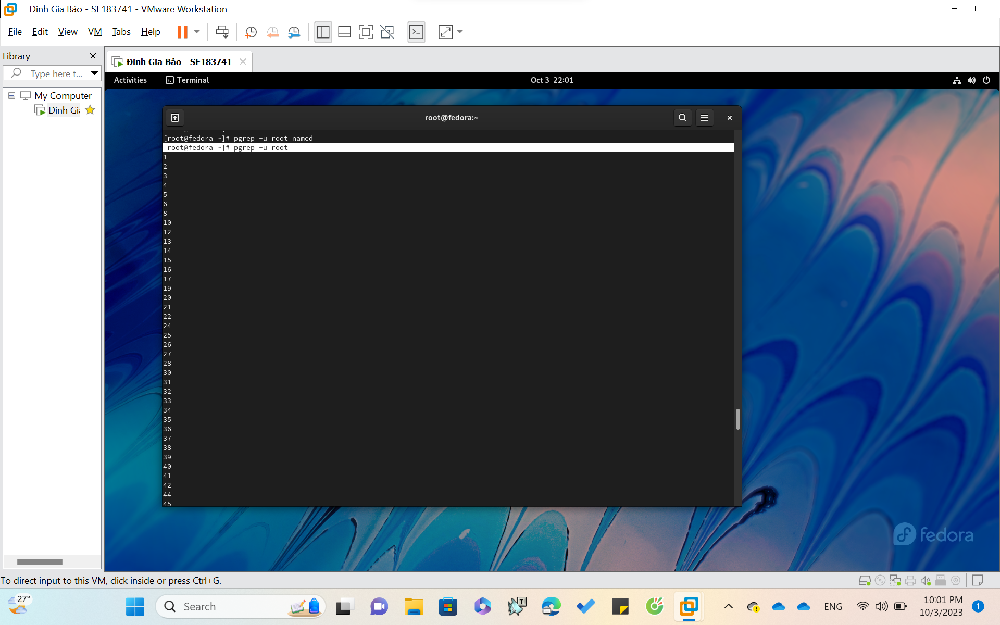 Đinh Gia Bảo - SE183741 - VMware Workstation
File Edit View VM Tabs Help
Library
Type here t...
My Computer
Đinh Gi
Đinh Gia Bảo - SE183741
Activities Terminal Oct 3 22:01
root@fedora:~
[root@fedora ~]# pgrep -u root named
[root@fedora ~]# pgrep -u root
1
2
3
4
5
6
8
10
12
13
14
15
16
17
19
20
21
22
24
25
26
27
28
30
31
32
33
34
35
36
37
38
39
40
41
42
44
45
fedora
To direct input to this VM, click inside or press Ctrl+G.
27°
Search
ENG
10:01 PM
10/3/2023
1